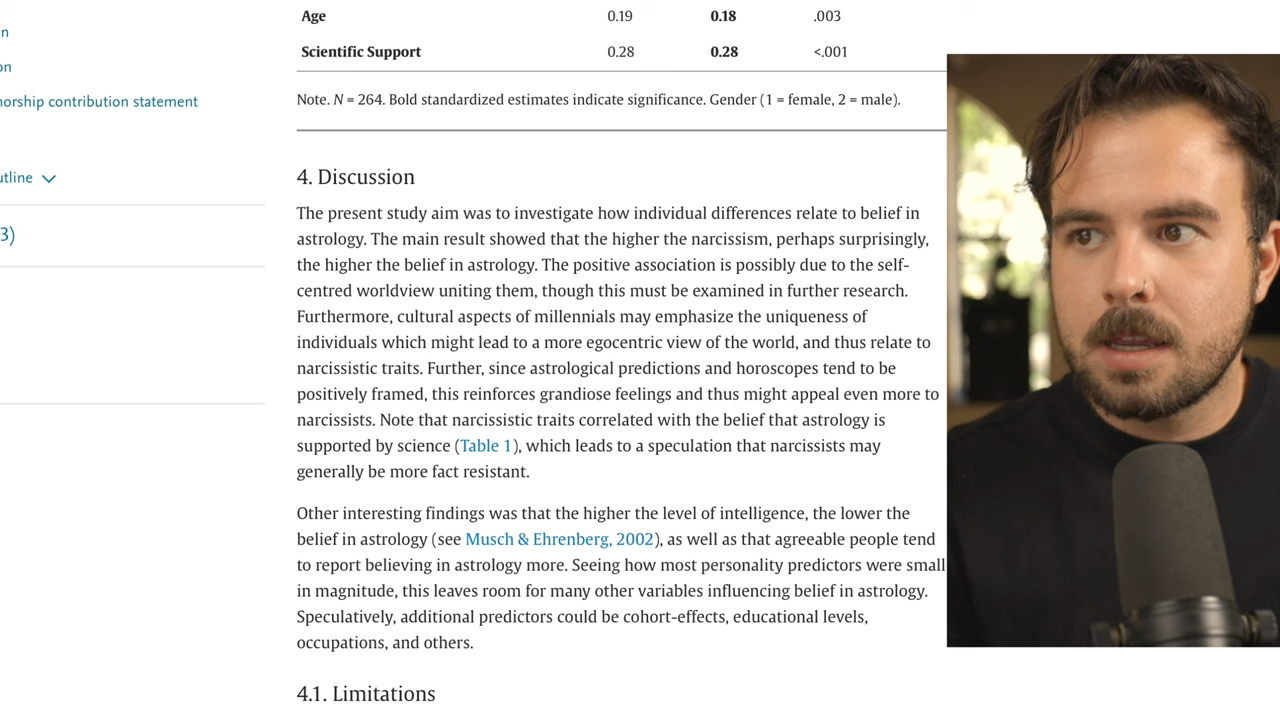 Age 0.19 0.18 .003
Scientific Support 0.28 0.28 <.001
Note. N = 264. Bold standardized estimates indicate significance. Gender (1 = female, 2 = male).
norship contribution statement
utline
3)
4. Discussion
The present study aim was to investigate how individual differences relate to belief in
astrology. The main result showed that the higher the narcissism, perhaps surprisingly,
the higher the belief in astrology. The positive association is possibly due to the self-
centred worldview uniting them, though this must be examined in further research.
Furthermore, cultural aspects of millennials may emphasize the uniqueness of
individuals which might lead to a more egocentric view of the world, and thus relate to
narcissistic traits. Further, since astrological predictions and horoscopes tend to be
positively framed, this reinforces grandiose feelings and thus might appeal even more to
narcissists. Note that narcissistic traits correlated with the belief that astrology is
supported by science (Table 1), which leads to a speculation that narcissists may
generally be more fact resistant.
Other interesting findings was that the higher the level of intelligence, the lower the
belief in astrology (see Musch & Ehrenberg, 2002), as well as that agreeable people tend
to report believing in astrology more. Seeing how most personality predictors were small
in magnitude, this leaves room for many other variables influencing belief in astrology.
Speculatively, additional predictors could be cohort-effects, educational levels,
occupations, and others.
4.1. Limitations